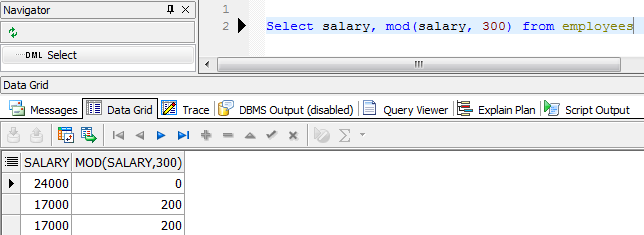 Navigator
DML Select
1
2 Select salary, mod(salary, 300) from employees
Data Grid
Messages Data Grid Trace DBMS Output (disabled) Query Viewer Explain Plan Script Output
SALARY MOD(SALARY,300)
24000 0
17000 200
17000 200